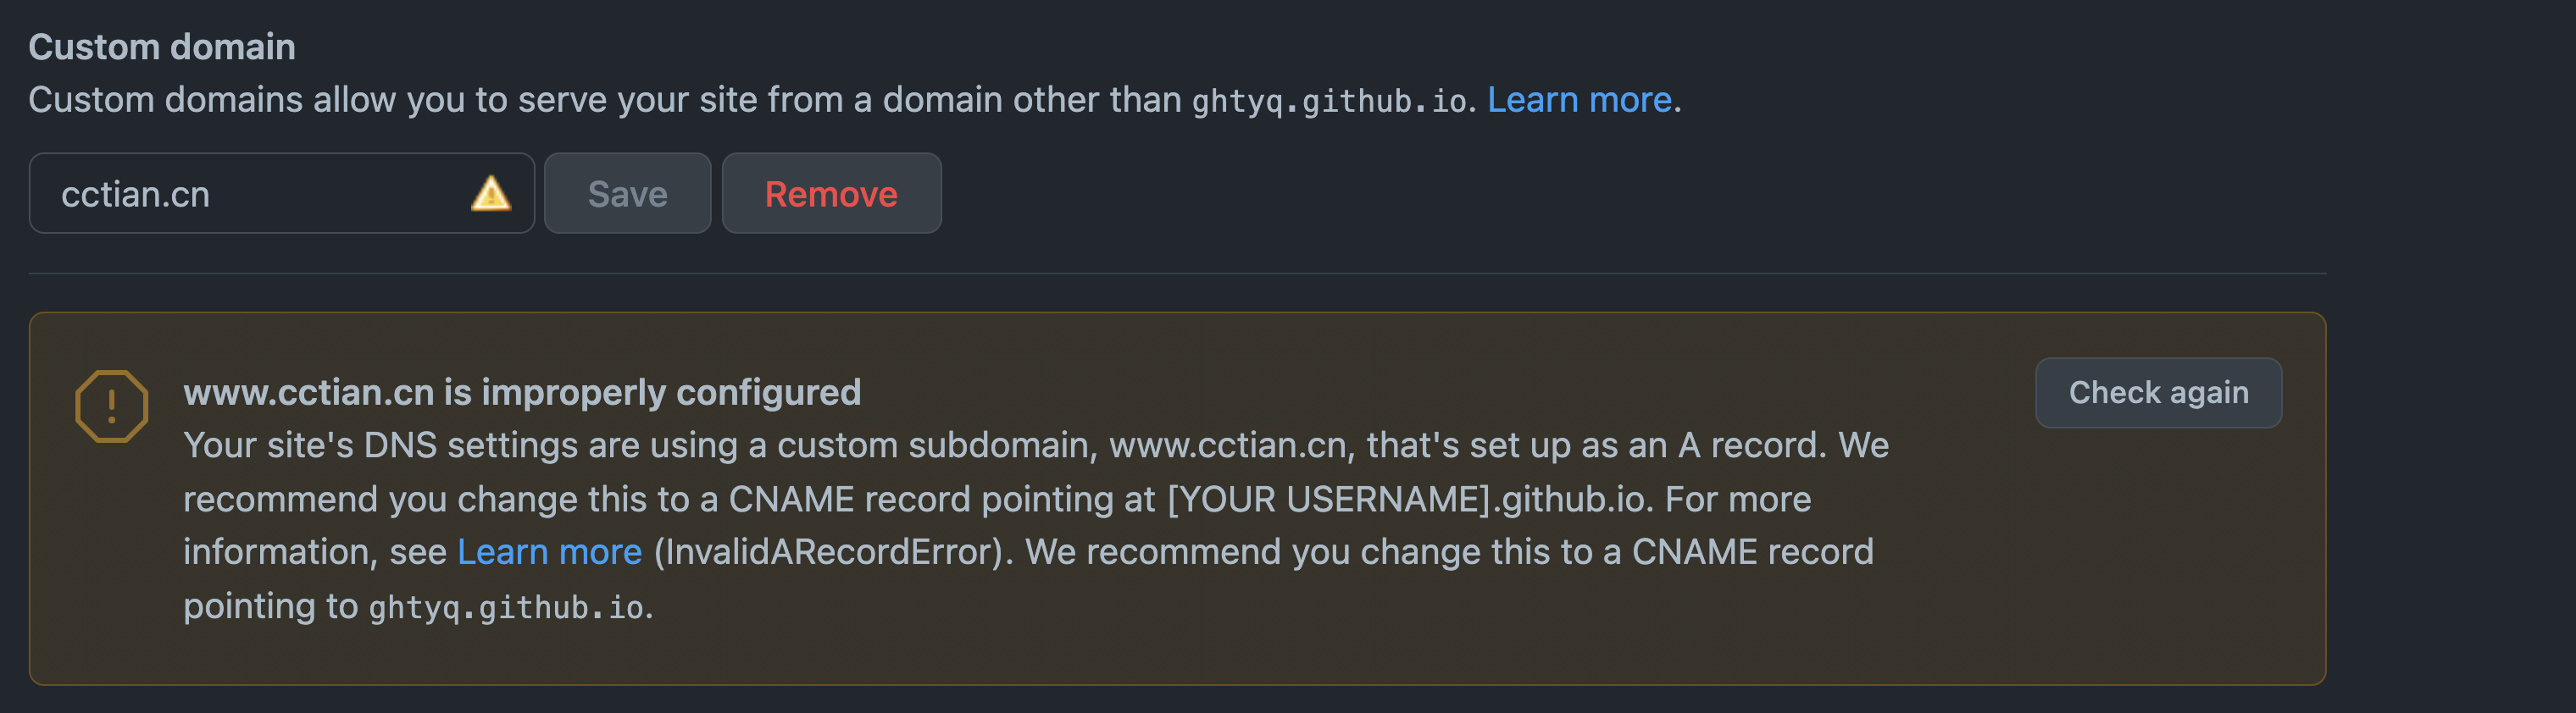 Custom domain
Custom domains allow you to serve your site from a domain other than ghtyq.github.io. Learn more.
cctian.cn Save Remove
www.cctian.cn is improperly configured
Check again
Your site's DNS settings are using a custom subdomain, www.cctian.cn, that's set up as an A record. We
recommend you change this to a CNAME record pointing at [YOUR USERNAME].github.io. For more
information, see Learn more (InvalidARecordError). We recommend you change this to a CNAME record
pointing to ghtyq.github.io.